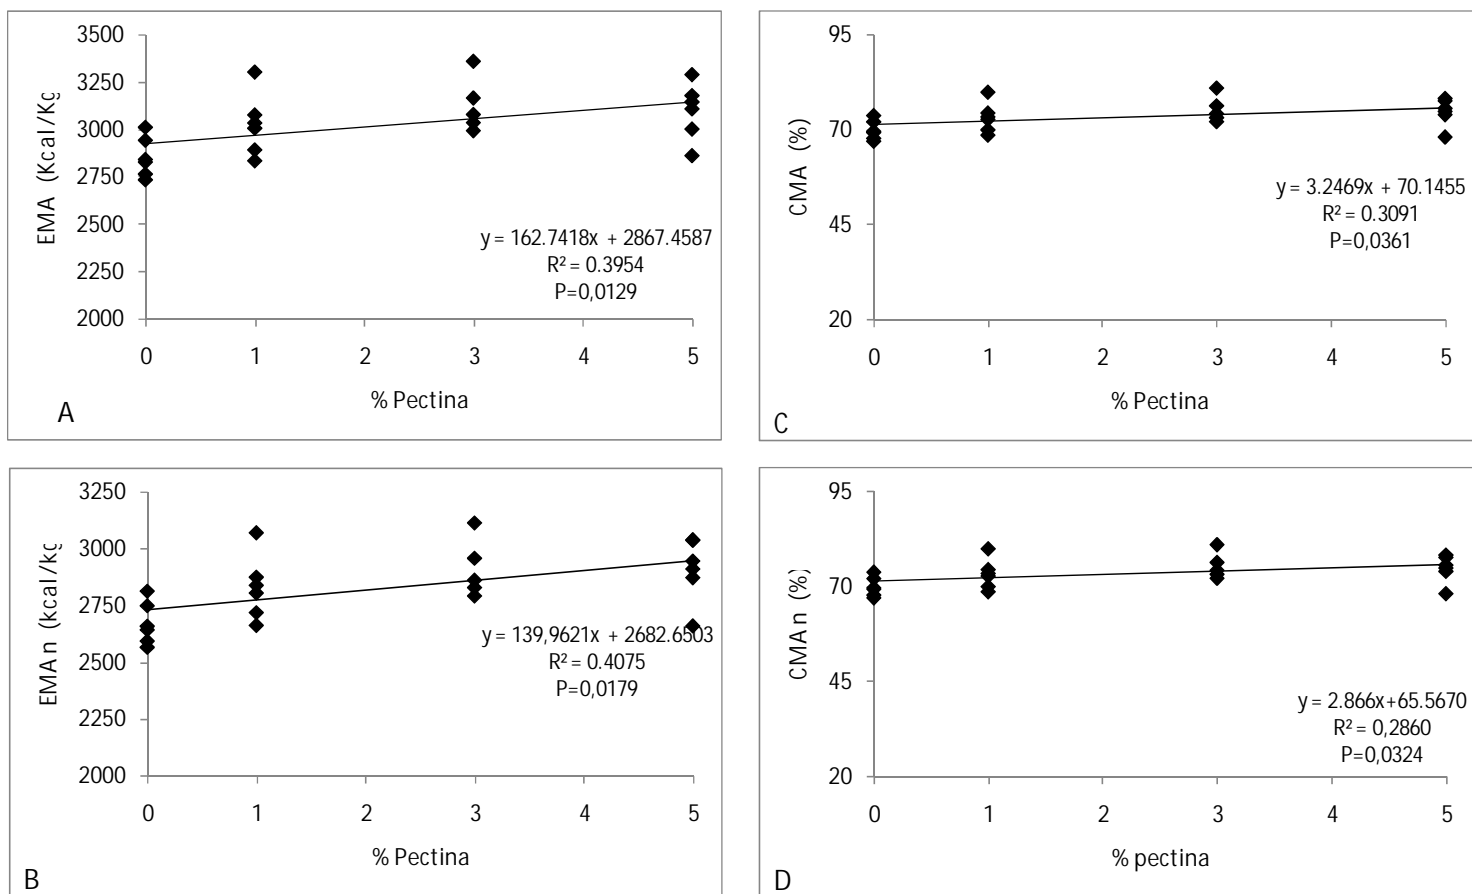 3500
3250
3000
2750
2500
2250
2000
EMA (Kcal/Kg
y = 162.7418x + 2867.4587
R² = 0.3954
P=0,0129
0 1 2 3 4 5
% Pectina
A
95
70
45
20
CMA (%)
y = 3.2469x + 70.1455
R² = 0.3091
P=0,0361
0 1 2 3 4 5
% Pectina
C
3250
3000
2750
2500
2250
2000
EMAn (kcal/kg
y = 139,9621x + 2682.6503
R² = 0.4075
P=0,0179
0 1 2 3 4 5
% Pectina
B
95
70
45
20
CMAn (%)
y = 2.866x+65.5670
R² = 0,2860
P=0,0324
0 1 2 3 4 5
% pectina
D